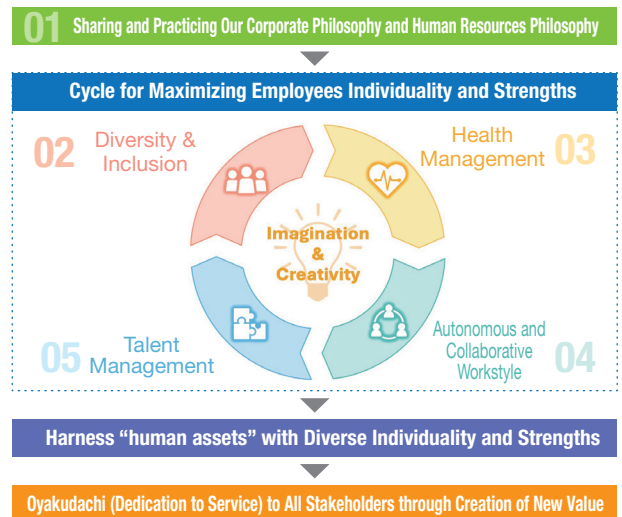 01 Sharing and Practicing Our Corporate Philosophy and Human Resources Philosophy
Cycle for Maximizing Employees Individuality and Strengths
02 Diversity &
Inclusion
Health
Management 03
Imagination
&
Creativity
05 Talent
Management
Autonomous and
Collaborative
Workstyle 04
Harness “human assets” with Diverse Individuality and Strengths
Oyakudachi (Dedication to Service) to All Stakeholders through Creation of New Value